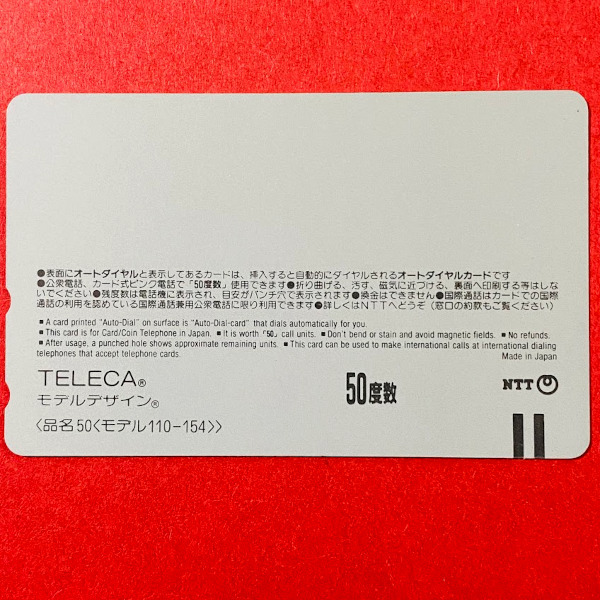 ●表面にオートダイヤルと表示してあるカードは、挿入すると自動的にダイヤルされるオートダイヤルカードです
●公衆電話、カード式ピンク電話で「50度数」使用できます●折り曲げる、汚す、磁気に近づける、裏面へ印刷する等はしな
いでください●残度数は電話機に表示され、目安がパンチ穴で表示されます●換金はできません●国際通話はカードでの国際
通話の利用を認めている国際通話兼用公衆電話に限り利用できます●詳しくはNTTへどうぞ(窓口の約款もご覧ください)
■ A card printed "Auto-Dial" on surface is "Auto-Dial-card" that dials automatically for you.
■ This card is for Card/Coin Telephone in Japan. ■ It is worth 「50」 call units. ■ Don't bend or stain and avoid magnetic fields. ■ No refunds.
■ After usage, a punched hole shows approximate remaining units. ■ This card can be used to make international calls at international dialing
telephones that accept telephone cards.
Made in Japan
TELECA®
モデルデザイン®
50度数
NTT
〈品名50〈モデル110-154〉〉